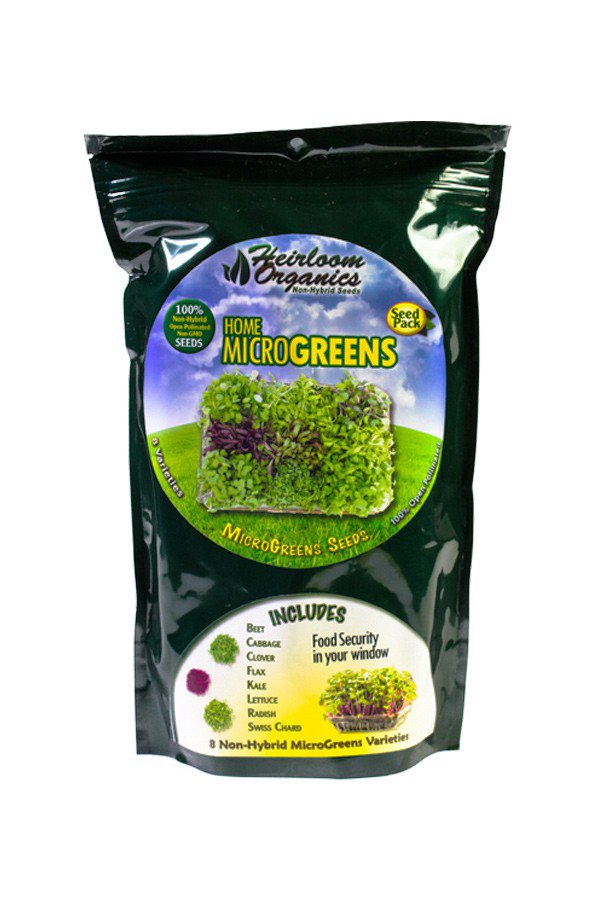 Heirloom
Organics
Non-Hybrid Seeds
100%
Non-Hybrid
Open Pollinated
Non-GMO
SEEDS
Seed
Pack
HOME
MICROGREENS
8 Varieties
100% Open Pollinated
MICROGREENS SEEDS
INCLUDES
BEET
CABBAGE
CLOVER
FLAX
KALE
LETTUCE
RADISH
SWISS CHARD
Food Security
in your window
8 Non-Hybrid MicroGreens Varieties